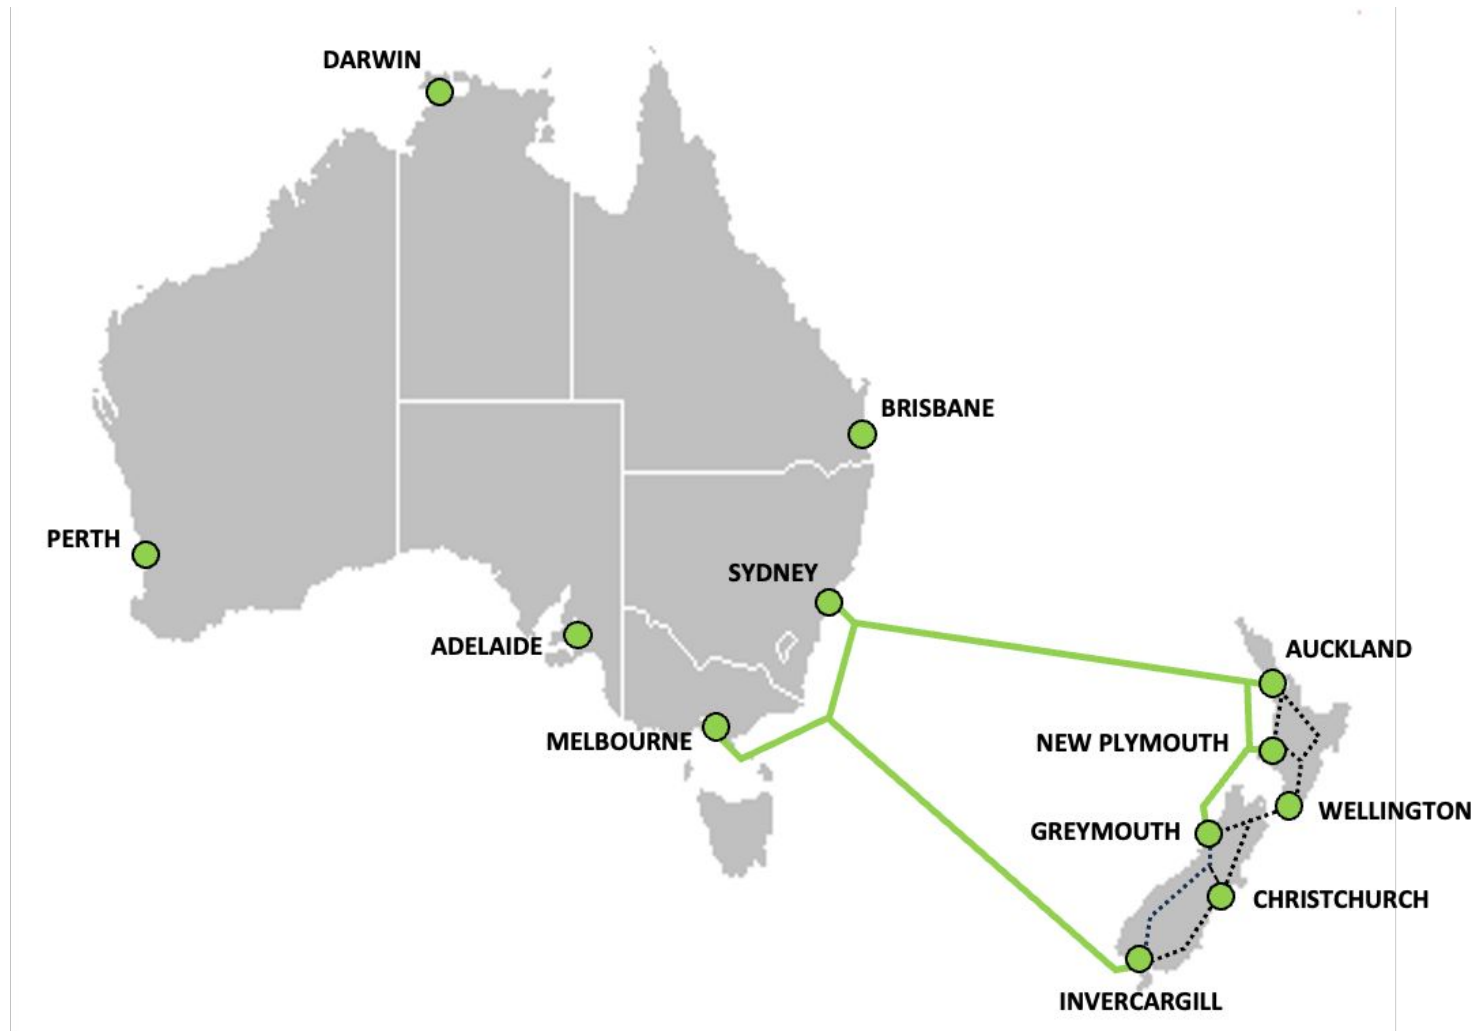 DARWIN
BRISBANE
PERTH
SYDNEY
ADELAIDE
AUCKLAND
MELBOURNE
NEW PLYMOUTH
WELLINGTON
GREYMOUTH
CHRISTCHURCH
INVERCARGILL